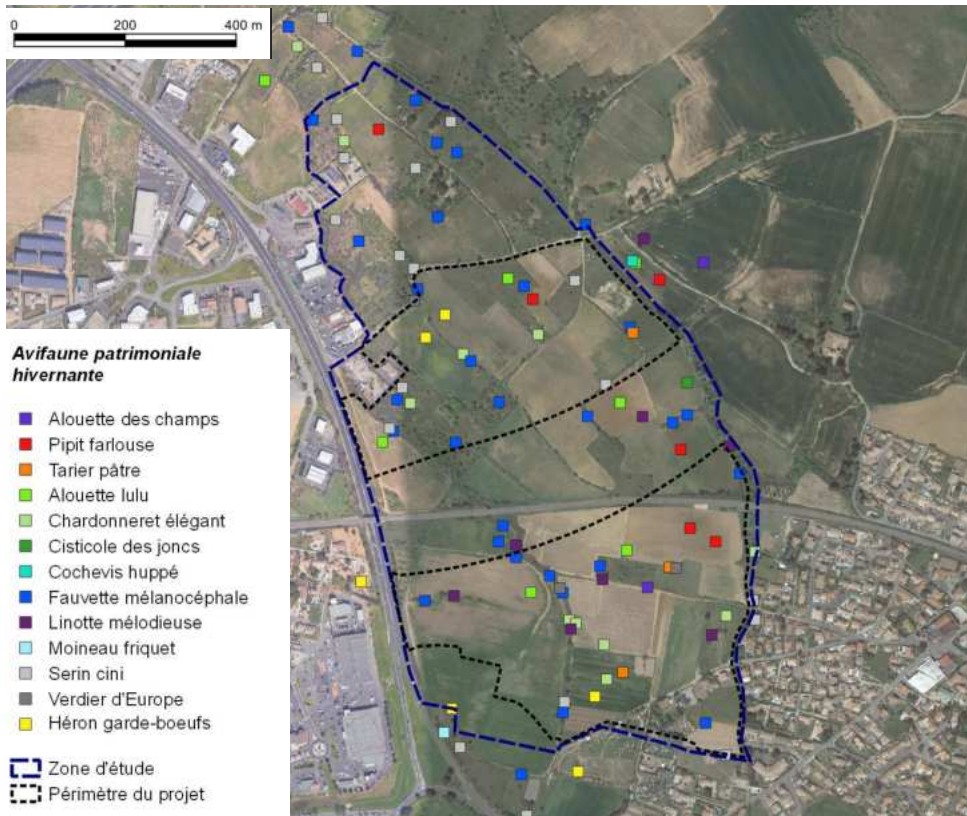 0 200 400 m
Avifaune patrimoniale
hivernante
Alouette des champs
Pipit farlouse
Tarier pâtre
Alouette lulu
Chardonneret élégant
Cisticole des joncs
Cochevis huppé
Fauvette mélanocéphale
Linotte mélodieuse
Moineau friquet
Serin cini
Verdier d'Europe
Héron garde-boeufs
Zone d'étude
Périmètre du projet